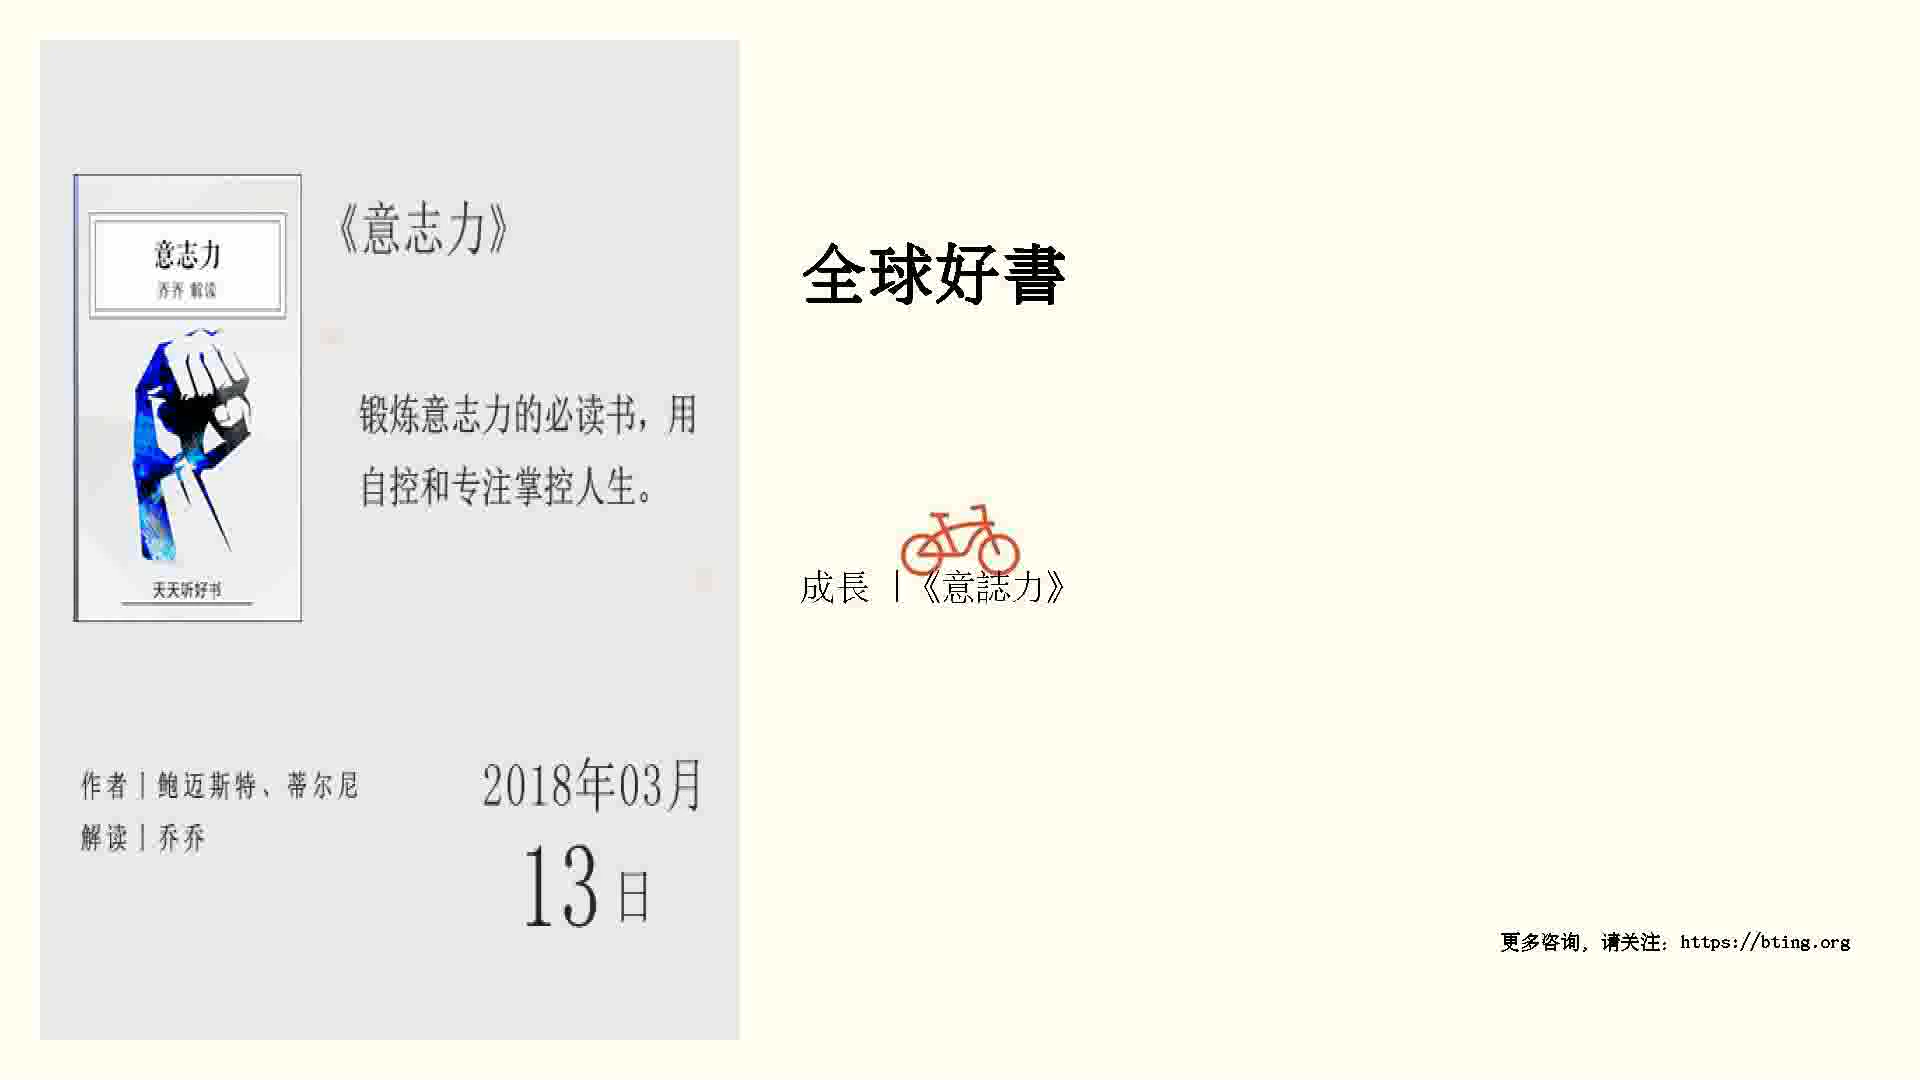 《意志力》
意志力
乔乔 解读
锻炼意志力的必读书，用
自控和专注掌控人生。
天天听好书
作者丨鲍迈斯特、蒂尔尼
解读丨乔乔
2018年03月
13日
全球好書
成長 丨《意誌力》
更多咨询，请关注：https://bting.org